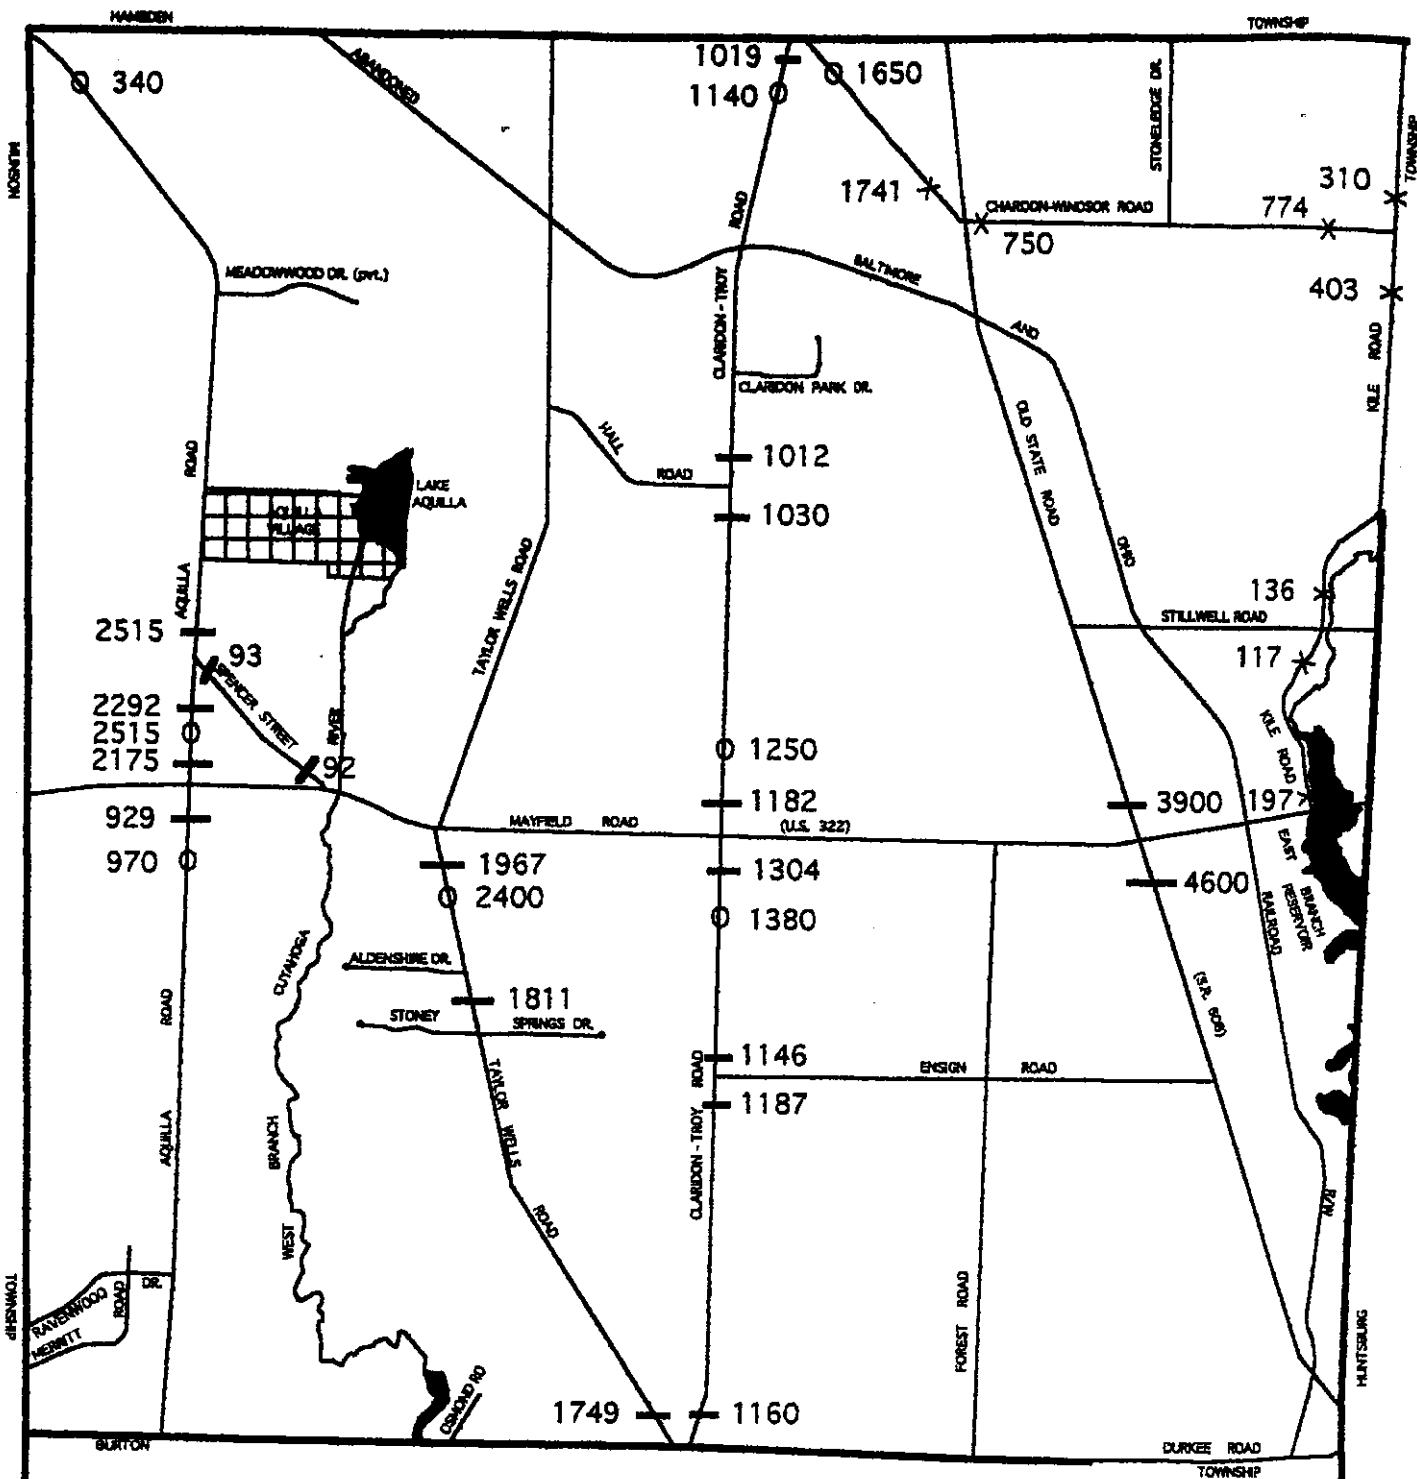 HAMBDEN
TOWNSHIP
340
ABANDONED
1019
1140
1650
STONELEDGE DR.
TOWNSHIP
MUNSON
1741
ROAD
CHARDON-WINDSOR ROAD
750
774
310
403
MEADOWWOOD DR. (pvt.)
BALTIMORE
AND
CLARIDON - TROY
CLARIDON PARK DR.
KILE ROAD
OLD STATE ROAD
HALL
ROAD
1012
1030
ROAD
LAKE
AQUILLA
AQUILLA
VILLAGE
TAYLOR WELLS ROAD
OHIO
AQUILLA
136
STILLWELL ROAD
117
2515
93
SPENCER STREET
2292
2515
2175
RIVER
92
1250
1182
(U.S. 322)
MAYFIELD ROAD
3900
KILE ROAD
197
929
970
1967
2400
1304
1380
4600
EAST BRANCH
RESERVOIR
RAILROAD
CUYAHOGA
ALDENSHIRE DR.
1811
STONEY
SPRINGS DR.
(S.R. 608)
ROAD
1146
ROAD
ENSIGN ROAD
1187
AQUILLA
BRANCH
TAYLOR WELLS
CLARIDON - TROY
R/W
WEST
ROAD
RAVENWOOD
DR.
ROAD
MERRITT
TOWNSHIP
FOREST ROAD
HUNTSBURG
OSMOND RD
1749
1160
BURTON
DURKEE ROAD
TOWNSHIP